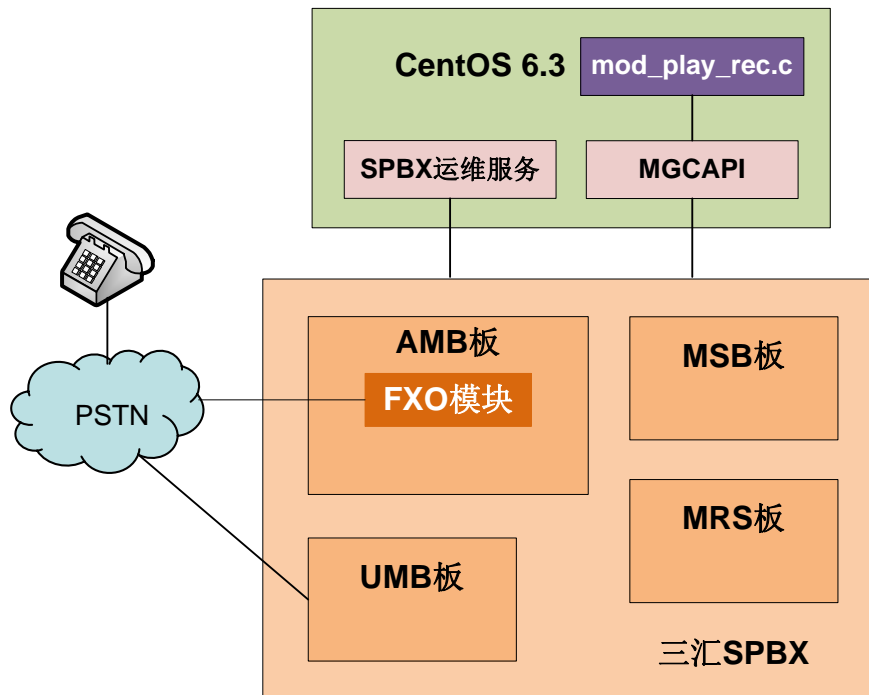 CentOS 6.3
mod_play_rec.c
SPBX运维服务
MGCAPI
AMB板
FXO模块
MSB板
PSTN
MRS板
UMB板
三汇SPBX